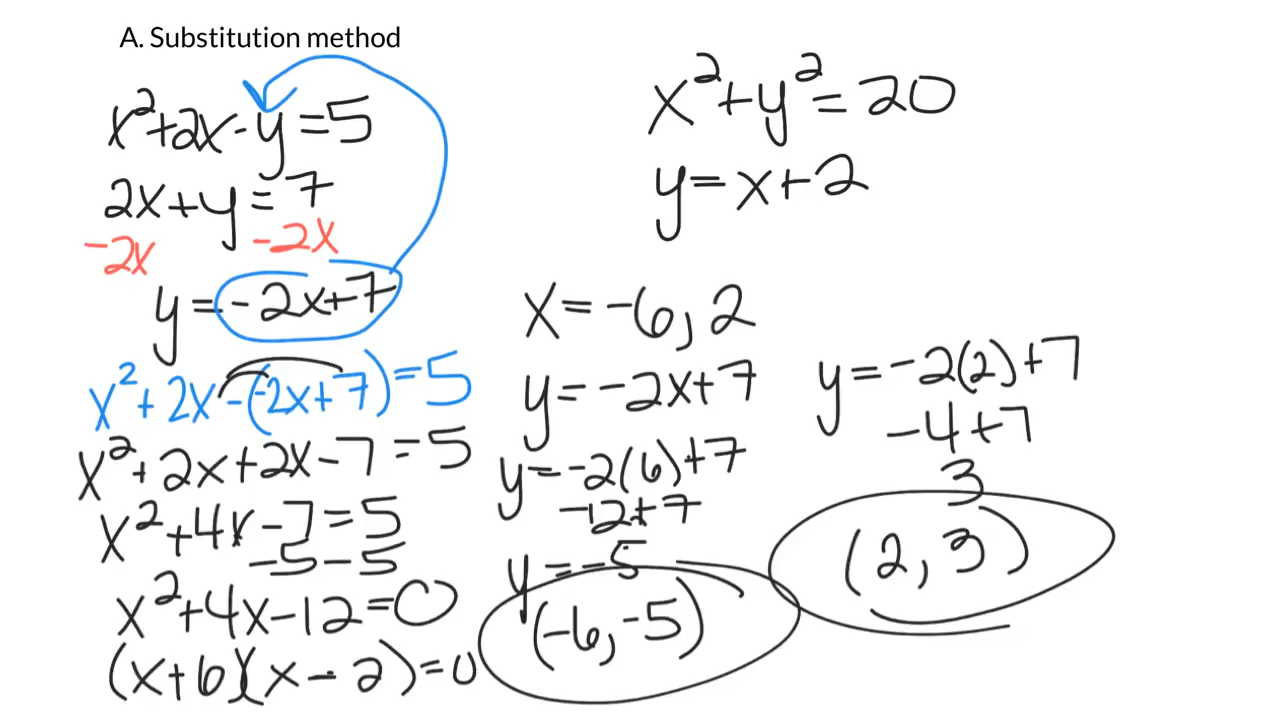 A. Substitution method
x²+2x-y=5
2x+y=7
-2x -2x
y=-2x+7
x²+2x-(-2x+7)=5
x²+2x+2x-7=5
x²+4x-7=5
-5-5
x²+4x-12=0
(x+6)(x-2)=0
x²+y²=20
y=x+2
x=-6,2
y=-2x+7
y=-2(6)+7
-12+7
y=-5
(-6,-5)
y=-2(2)+7
-4+7
3
(2,3)